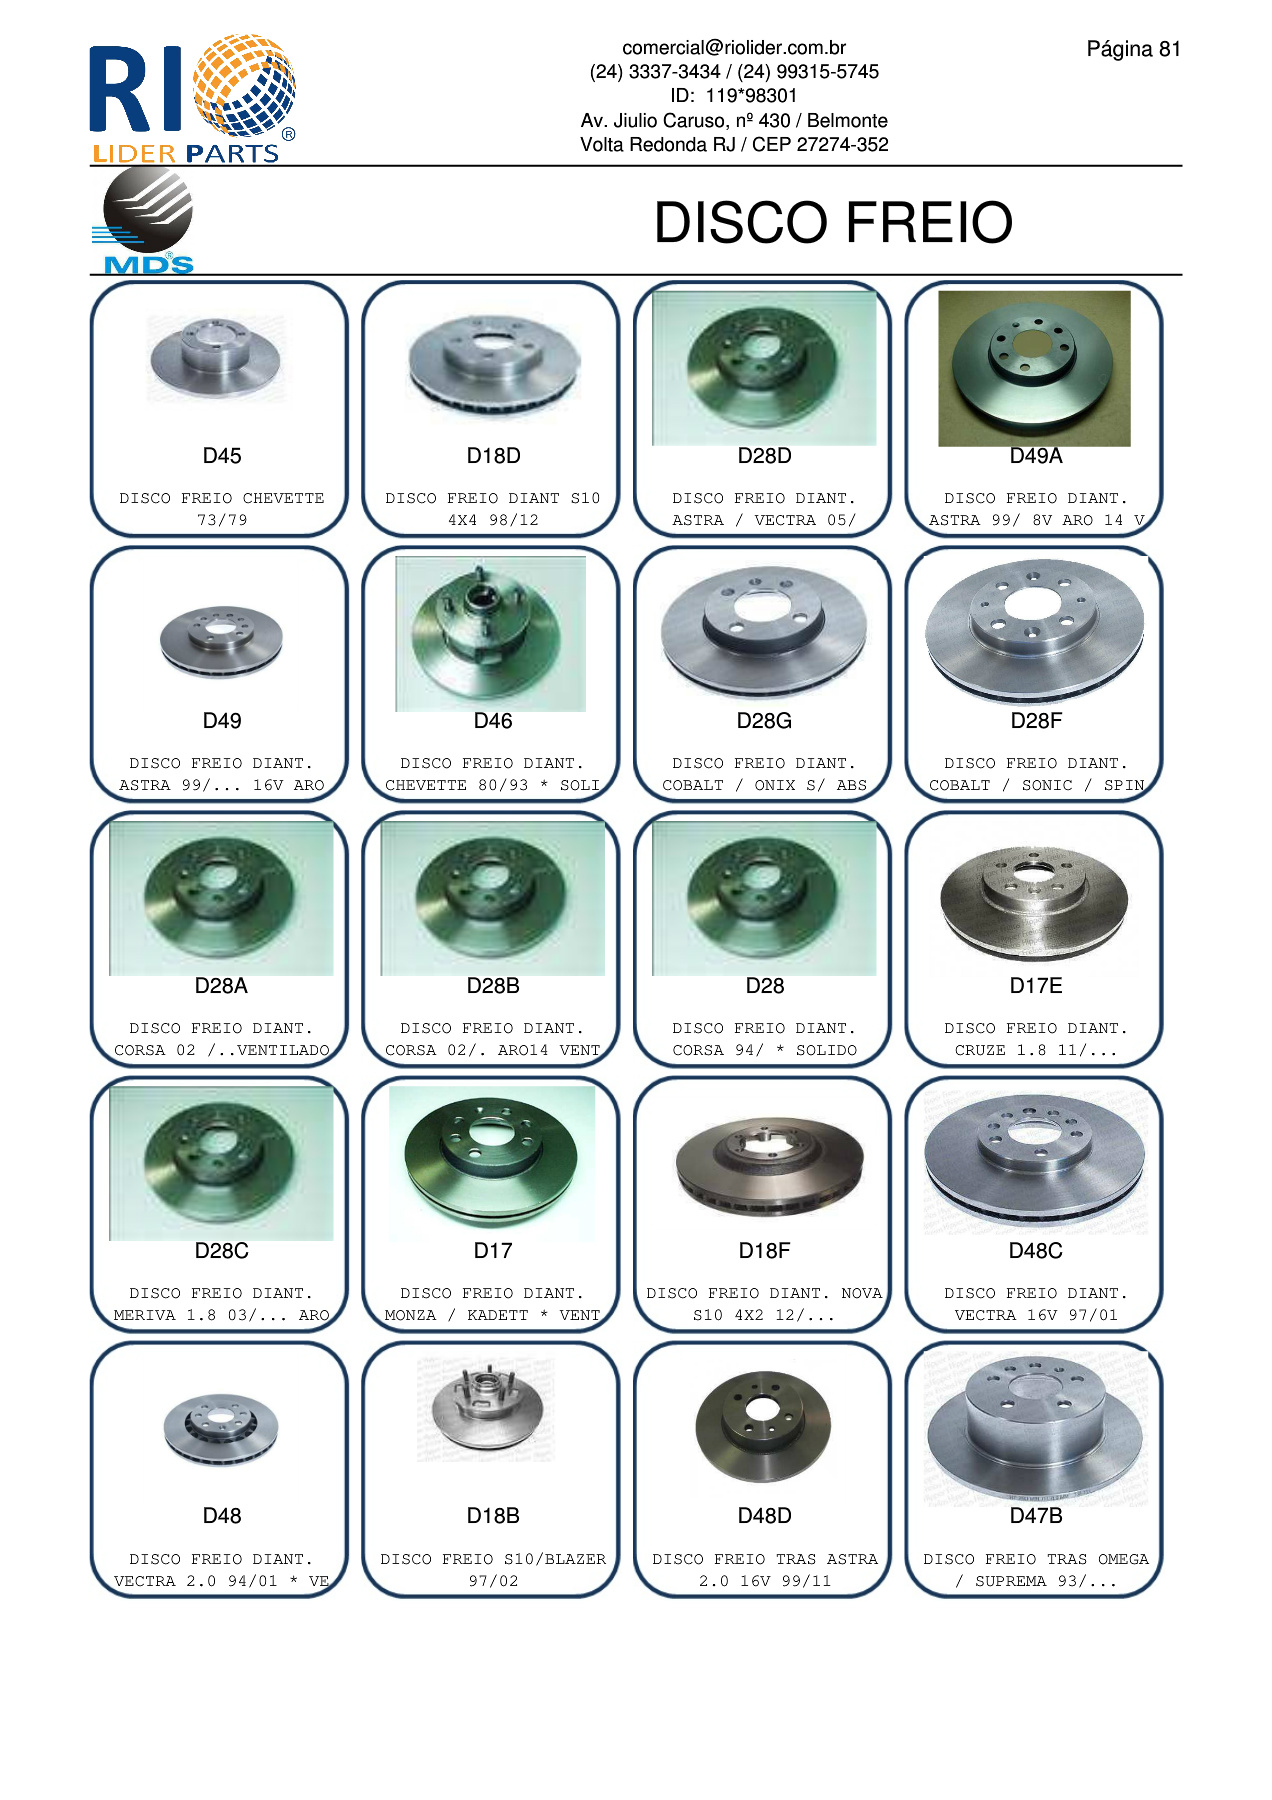 RIO
®
LIDER PARTS
comercial@riolider.com.br
(24) 3337-3434 / (24) 99315-5745
ID: 119*98301
Av. Jiulio Caruso, nº 430 / Belmonte
Volta Redonda RJ / CEP 27274-352
Página 81
MDS®
DISCO FREIO
D45
DISCO FREIO CHEVETTE
73/79
D18D
DISCO FREIO DIANT S10
4X4 98/12
D28D
DISCO FREIO DIANT.
ASTRA / VECTRA 05/
D49A
DISCO FREIO DIANT.
ASTRA 99/ 8V ARO 14 V
D49
DISCO FREIO DIANT.
ASTRA 99/... 16V ARO
D46
DISCO FREIO DIANT.
CHEVETTE 80/93 * SOLI
D28G
DISCO FREIO DIANT.
COBALT / ONIX S/ ABS
D28F
DISCO FREIO DIANT.
COBALT / SONIC / SPIN
D28A
DISCO FREIO DIANT.
CORSA 02 /..VENTILADO
D28B
DISCO FREIO DIANT.
CORSA 02/. ARO14 VENT
D28
DISCO FREIO DIANT.
CORSA 94/ * SOLIDO
D17E
DISCO FREIO DIANT.
CRUZE 1.8 11/...
D28C
DISCO FREIO DIANT.
MERIVA 1.8 03/... ARO
D17
DISCO FREIO DIANT.
MONZA / KADETT * VENT
D18F
DISCO FREIO DIANT. NOVA
S10 4X2 12/...
D48C
DISCO FREIO DIANT.
VECTRA 16V 97/01
D48
DISCO FREIO DIANT.
VECTRA 2.0 94/01 * VE
D18B
DISCO FREIO S10/BLAZER
97/02
D48D
DISCO FREIO TRAS ASTRA
2.0 16V 99/11
D47B
DISCO FREIO TRAS OMEGA
/ SUPREMA 93/...